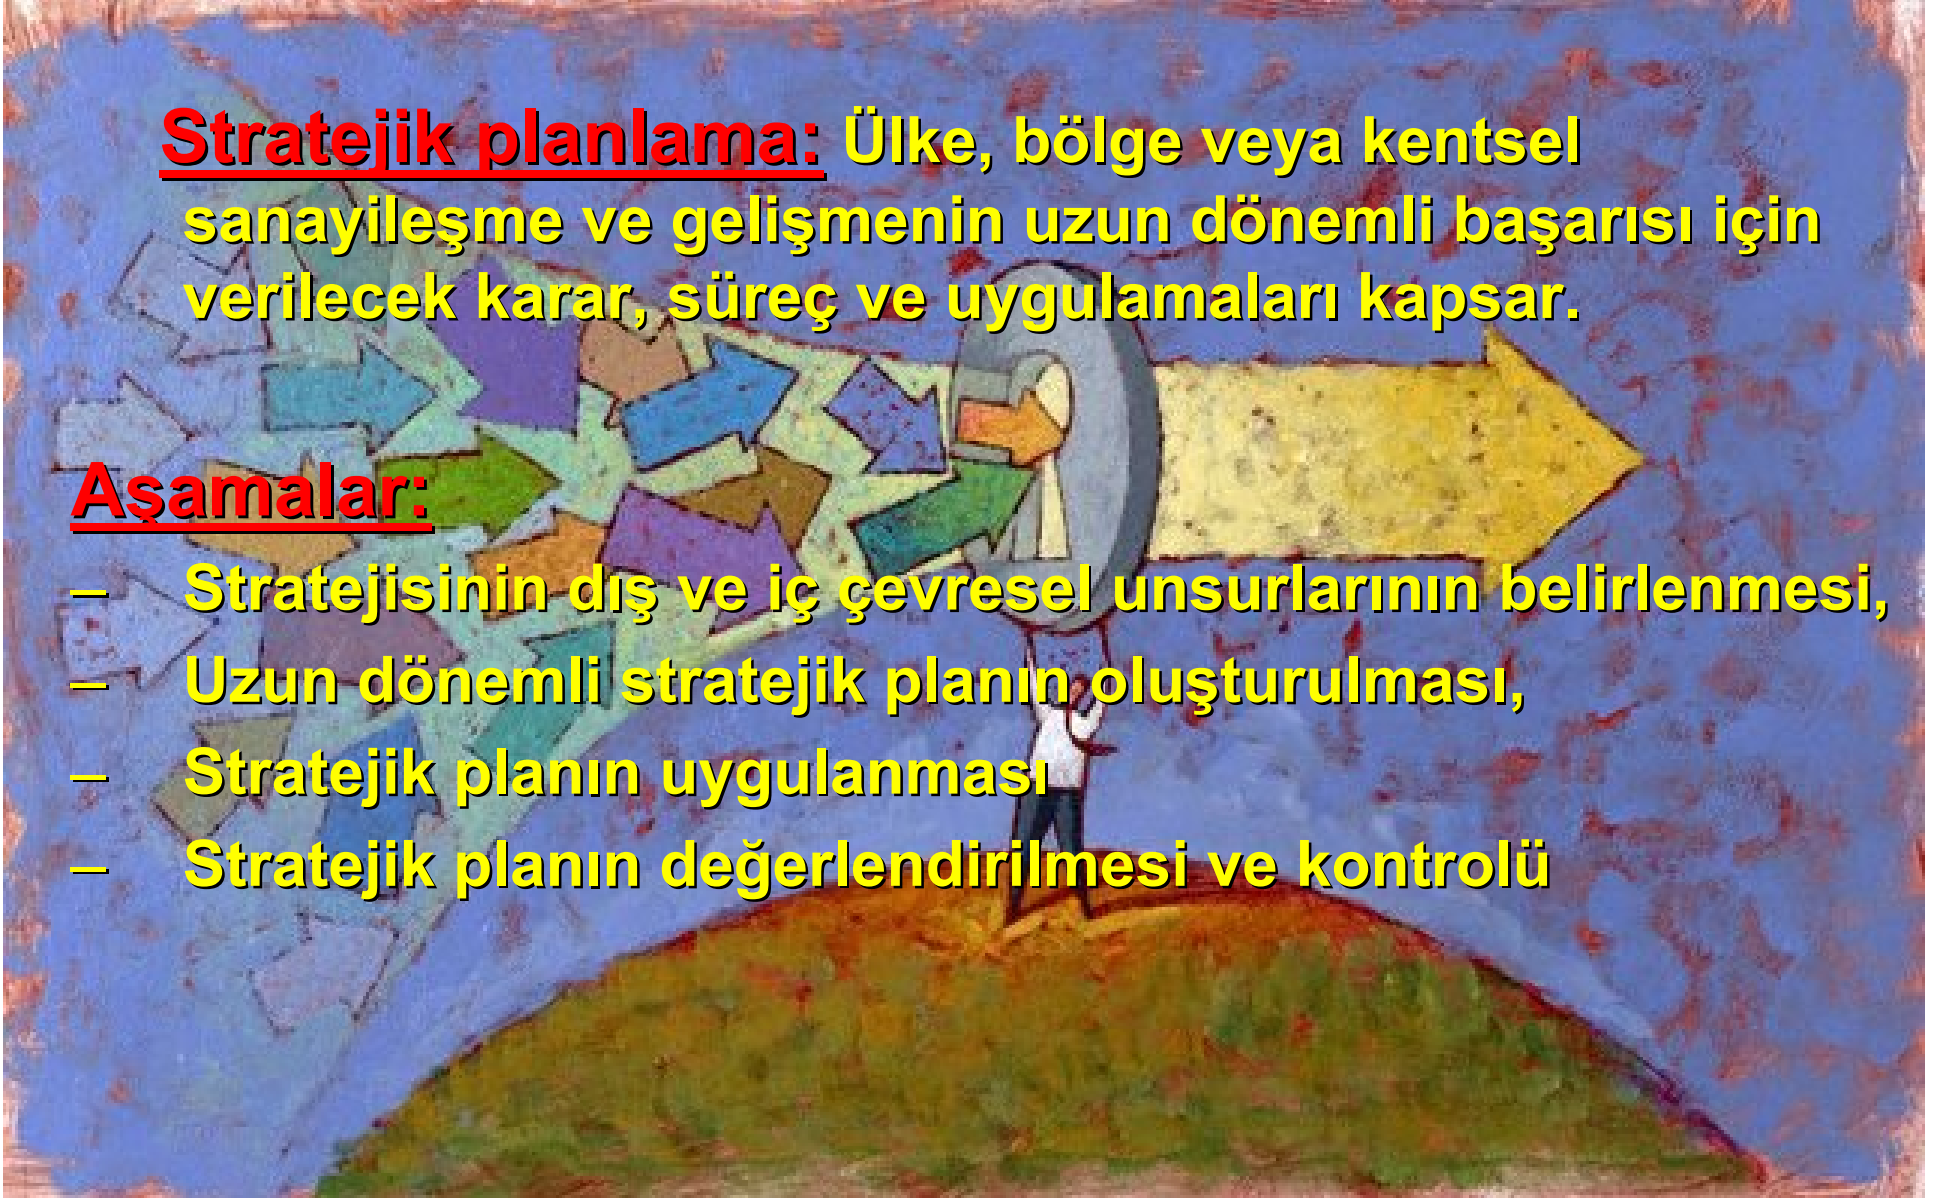 Stratejik planlama: Ülke, bölge veya kentsel
sanayileşme ve gelişmenin uzun dönemli başarısı için
verilecek karar, süreç ve uygulamaları kapsar.
Aşamalar:
– Stratejisinin dış ve iç çevresel unsurlarının belirlenmesi,
– Uzun dönemli stratejik planın oluşturulması,
– Stratejik planın uygulanması
– Stratejik planın değerlendirilmesi ve kontrolü